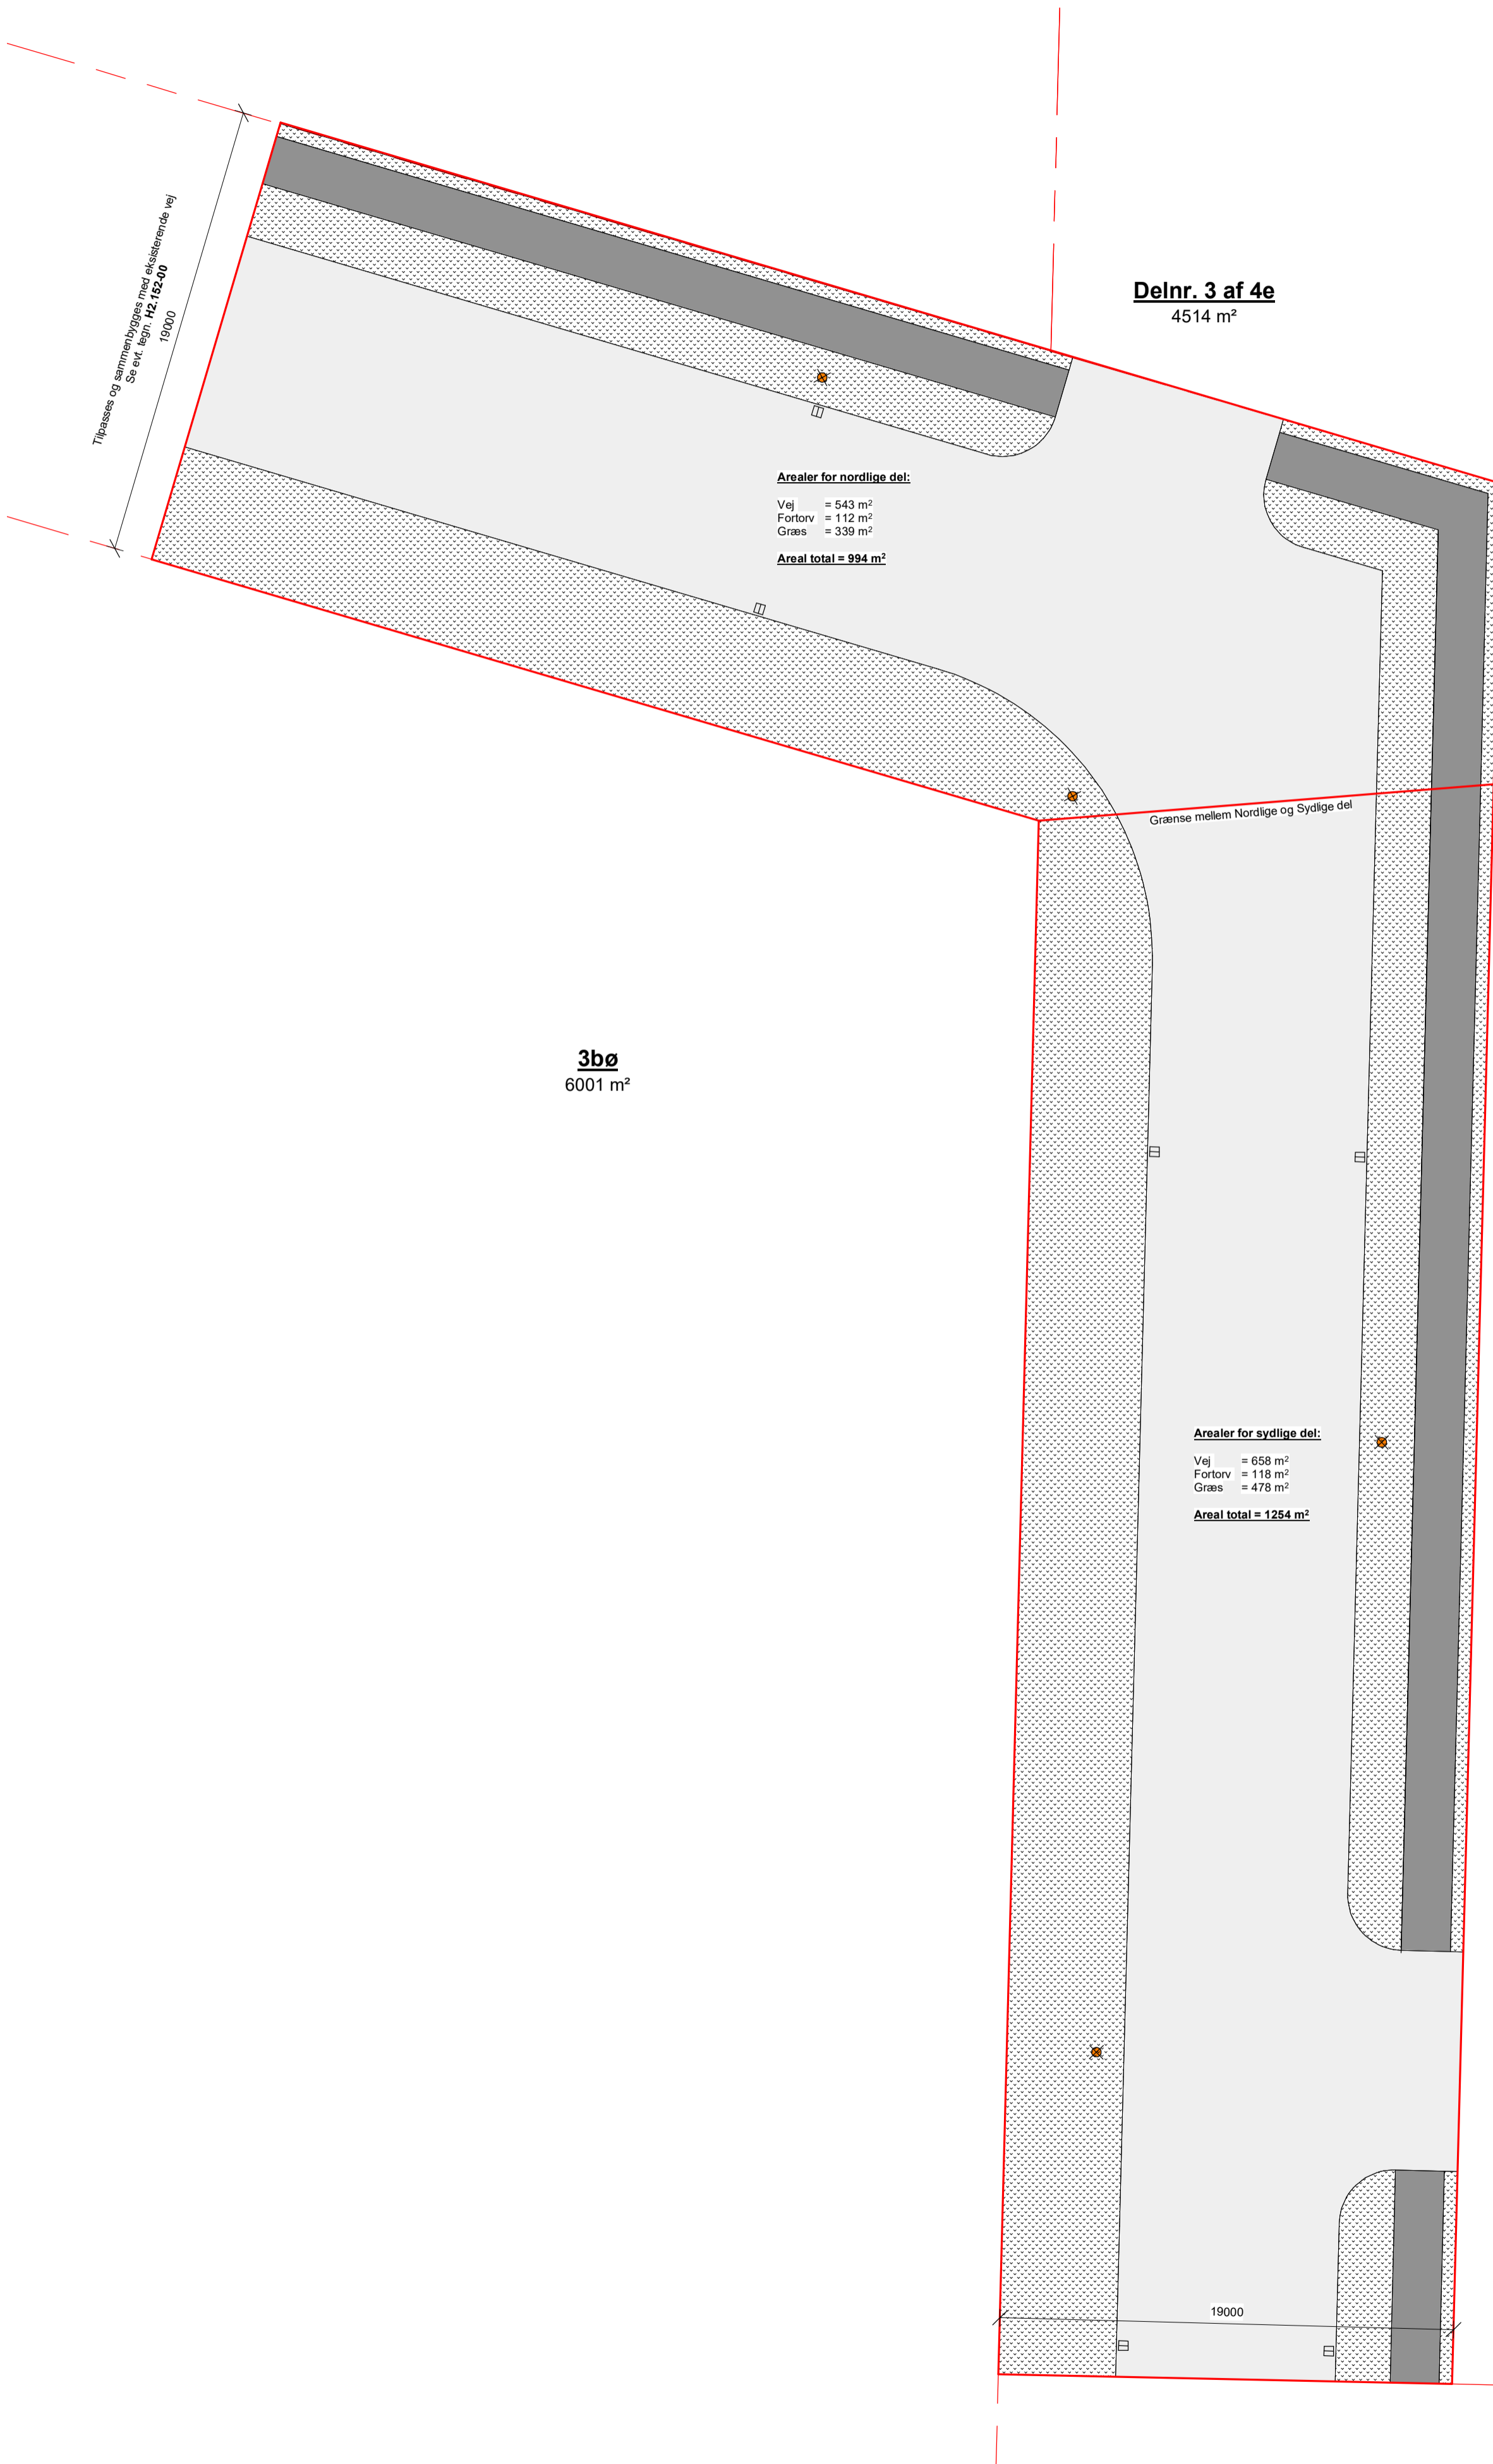 Tilpasses og sammenbygges med eksisterende vej
Se evt. tegn. H2.152-00
19000
Delnr. 3 af 4e
4514 m²
Arealer for nordlige del:
Vej = 543 m²
Fortorv = 112 m²
Græs = 339 m²
Areal total = 994 m²
Grænse mellem Nordlige og Sydlige del
3bø
6001 m²
Arealer for sydlige del:
Vej = 658 m²
Fortorv = 118 m²
Græs = 478 m²
Areal total = 1254 m²
19000